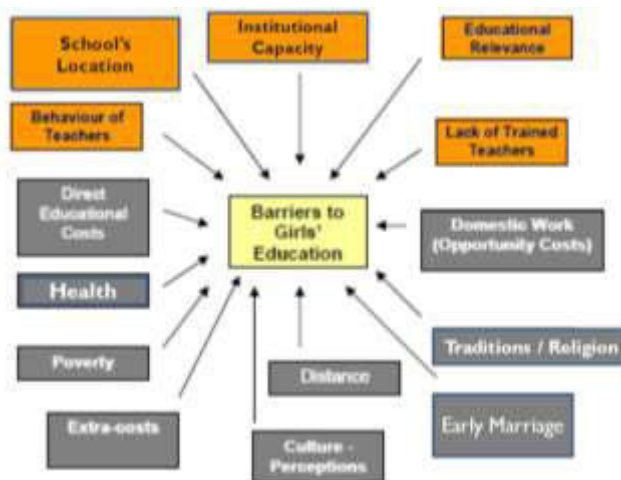 School's
Location
Institutional
Capacity
Educational
Relevance
Behaviour of
Teachers
Lack of Trained
Teachers
Direct
Educational
Costs
Barriers to
Girls'
Education
Domestic Work
(Opportunity Costs)
Health
Traditions / Religion
Poverty
Distance
Extra-costs
Early Marriage
Culture -
Perceptions